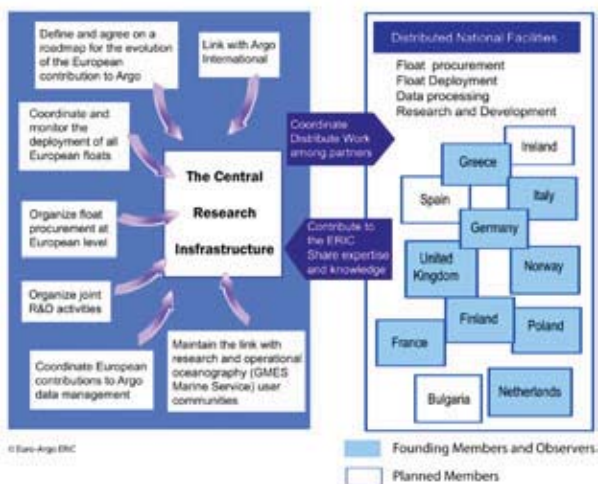 Define and agree on a
roadmap for the evolution
of the European
contribution to Argo
Link with Argo
International
Coordinate and
monitor the
deployment of all
European floats
Organize float
procurement at
European level
Organize joint
R&D activities
Coordinate European
contributions to Argo
data management
Maintain the link with
research and operational
oceanography (GMES
Marine Service) user
communities
The Central
Research
Insfrastructure
Coordinate
Distribute Work
among partners
Contribute to
the ERIC
Share expertise
and knowledge
Distributed National Facilities
Float procurement
Float Deployment
Data processing
Research and Development
Ireland
Greece
Spain
Italy
Germany
United
Kingdom
Norway
Finland
Poland
France
Bulgaria
Netherlands
© Euro-Argo ERIC
Founding Members and Observers
Planned Members